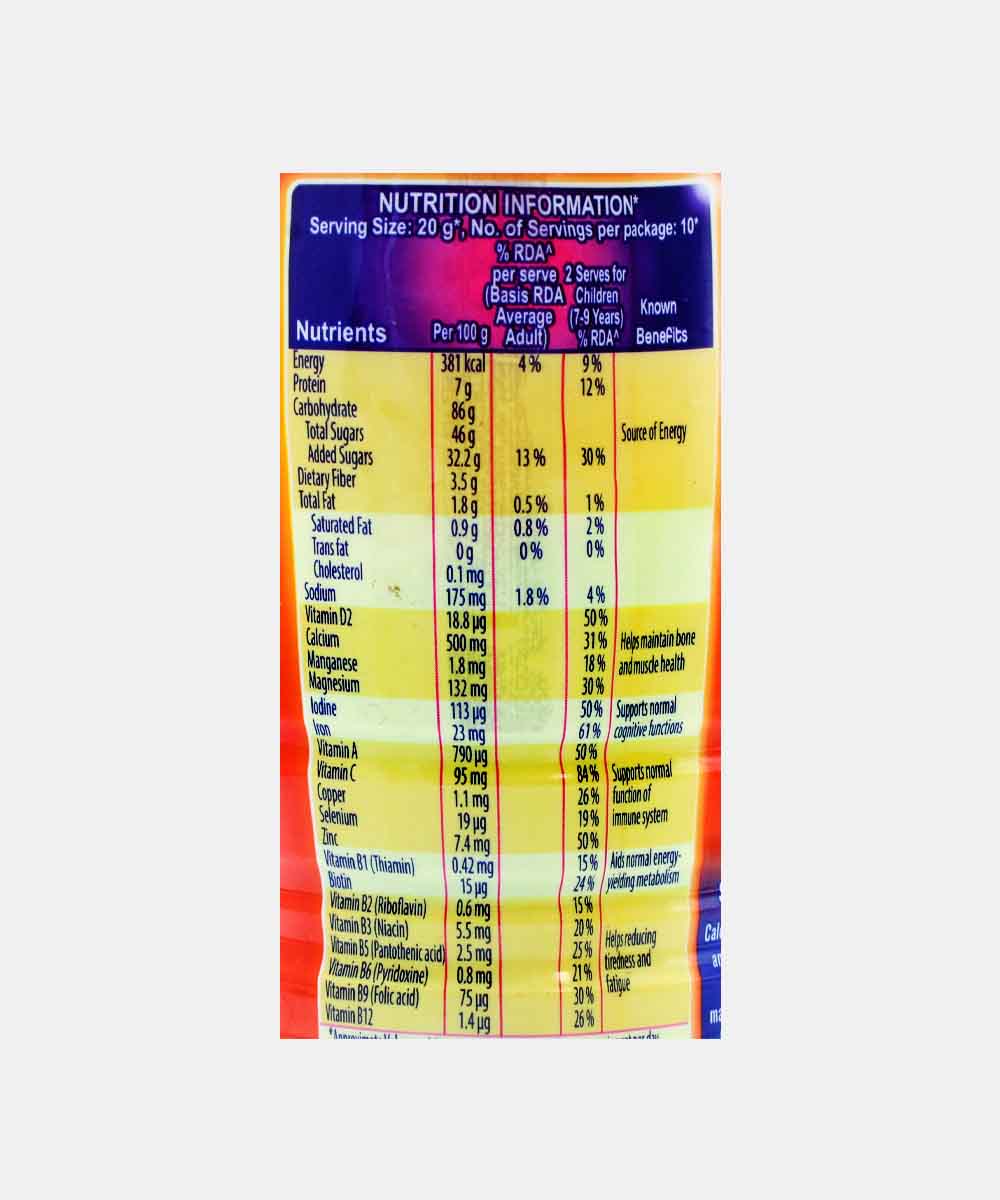 NUTRITION INFORMATION*
Serving Size: 20 g*, No. of Servings per package: 10*
Nutrients Per 100 g % RDA^ per serve (Basis RDA Average Adult) 2 Serves for Children (7-9 Years) % RDA^ Known Benefits
Energy 381 kcal 4 % 9 %
Protein 7 g 12 %
Carbohydrate 86 g
Total Sugars 46 g Source of Energy
Added Sugars 32.2 g 13 % 30 %
Dietary Fiber 3.5 g
Total Fat 1.8 g 0.5 % 1 %
Saturated Fat 0.9 g 0.8 % 2 %
Trans fat 0 g 0 % 0 %
Cholesterol 0.1 mg
Sodium 175 mg 1.8 % 4 %
Vitamin D2 18.8 µg 50 %
Calcium 500 mg 31 % Helps maintain bone
Manganese 1.8 mg 18 % and muscle health
Magnesium 132 mg 30 %
Iodine 113 µg 50 % Supports normal
Iron 23 mg 61 % cognitive functions
Vitamin A 790 µg 50 %
Vitamin C 95 mg 84 % Supports normal
Copper 1.1 mg 26 % function of
Selenium 19 µg 19 % immune system
Zinc 7.4 mg 50 %
Vitamin B1 (Thiamin) 0.42 mg 15 % Aids normal energy-
Biotin 15 µg 24 % yielding metabolism
Vitamin B2 (Riboflavin) 0.6 mg 15 %
Vitamin B3 (Niacin) 5.5 mg 20 % Helps reducing
Vitamin B5 (Pantothenic acid) 2.5 mg 25 % tiredness and
Vitamin B6 (Pyridoxine) 0.8 mg 21 % fatigue
Vitamin B9 (Folic acid) 75 µg 30 %
Vitamin B12 1.4 µg 26 %